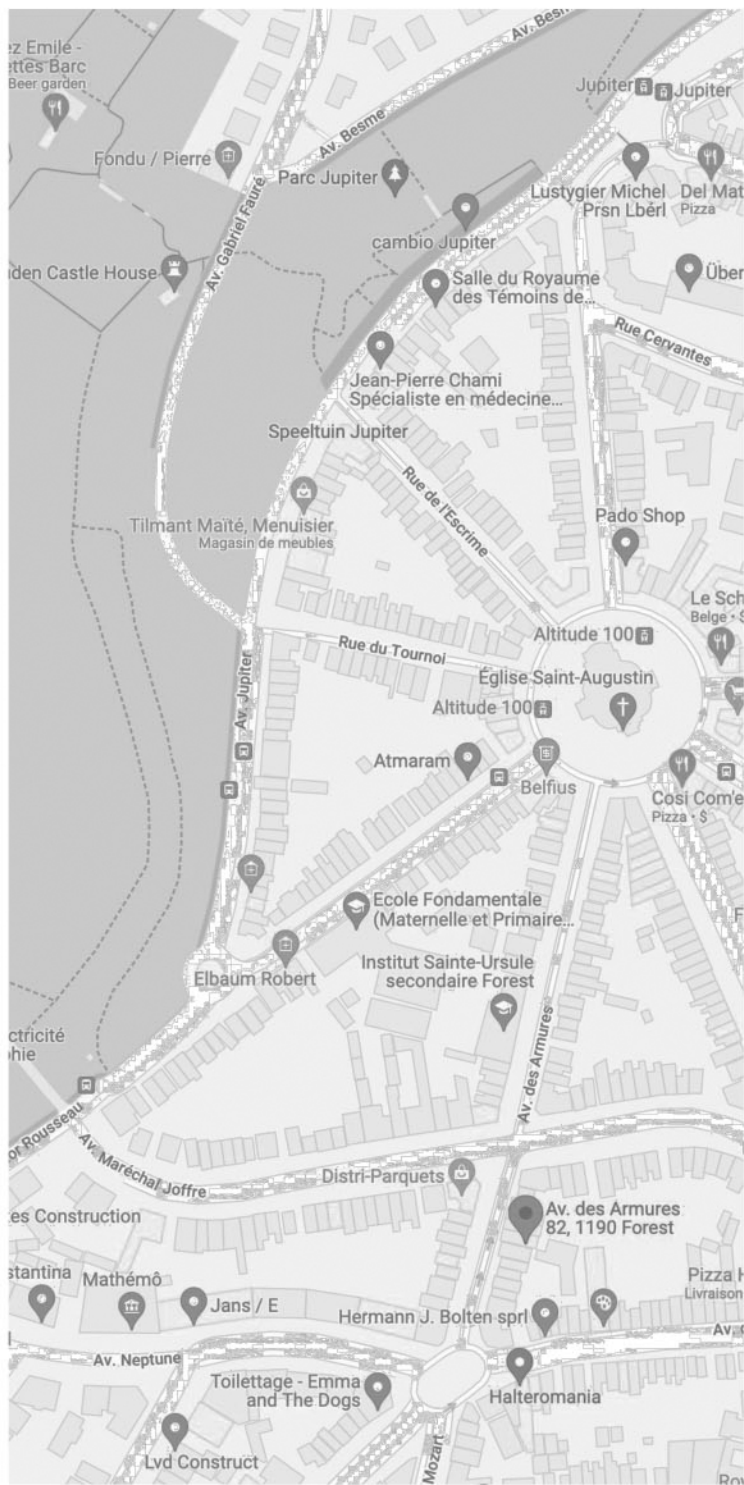 Av. Besme
ez Emile -
ettes Barc
Beer garden
Jupiter
Jupiter
Av. Besme
Fondu / Pierre
Parc Jupiter
Lustygier Michel
Prsn Lbérl
Del Mat
Pizza
Av. Gabriel Fauré
cambio Jupiter
den Castle House
Salle du Royaume
des Témoins de...
Über
Rue Cervantes
Jean-Pierre Chami
Spécialiste en médecine...
Speeltuin Jupiter
Rue de l'Escrime
Tilmant Maïté, Menuisier
Magasin de meubles
Pado Shop
Le Sch
Belge • $
Altitude 100
Rue du Tournoi
Église Saint-Augustin
Av. Jupiter
Altitude 100
Atmaram
Belfius
Cosi Com'e
Pizza • $
Ecole Fondamentale
(Maternelle et Primaire...
F
Elbaum Robert
Institut Sainte-Ursule
secondaire Forest
Av. des Armures
ctricité
phie
or Rousseau
Av. Maréchal Joffre
Distri-Parquets
Av. des Armures
82, 1190 Forest
es Construction
stantina
Mathémô
Jans / E
Hermann J. Bolten sprl
Pizza H
Livraison
Av. Neptune
Toilettage - Emma
and The Dogs
Halteromania
Lvd Construct
Mozart
Roy